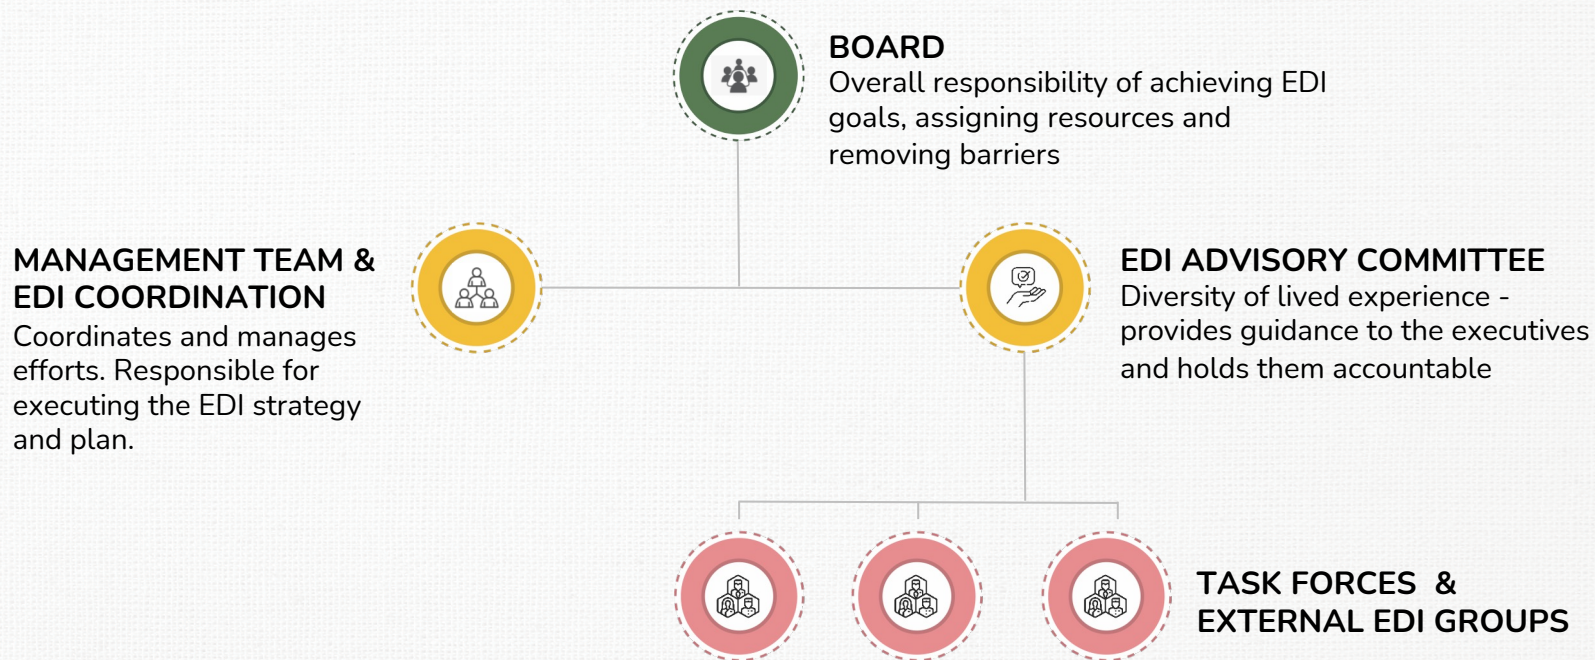 BOARD
Overall responsibility of achieving EDI
goals, assigning resources and
removing barriers
MANAGEMENT TEAM &
EDI COORDINATION
Coordinates and manages
efforts. Responsible for
executing the EDI strategy
and plan.
EDI ADVISORY COMMITTEE
Diversity of lived experience -
provides guidance to the executives
and holds them accountable
TASK FORCES &
EXTERNAL EDI GROUPS